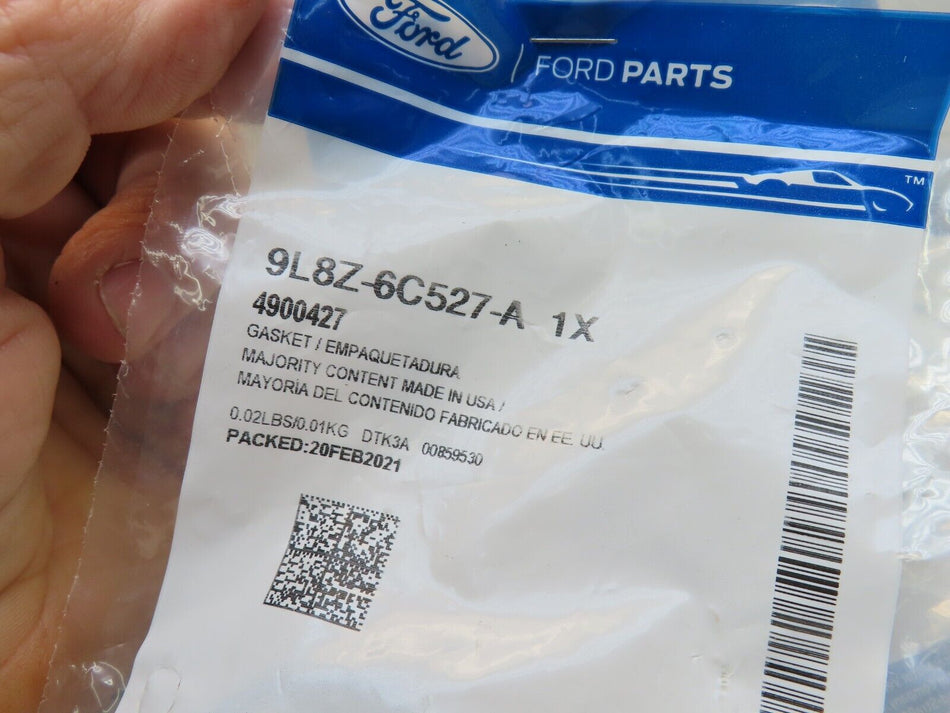 Ford
FORD PARTS
TM
9L8Z-6C527-A 1X
4900427
GASKET / EMPAQUETADURA
MAJORITY CONTENT MADE IN USA /
MAYORÍA DEL CONTENIDO FABRICADO EN EE. UU.
0.02LBS/0.01KG DTK3A 00859530
PACKED:20FEB2021